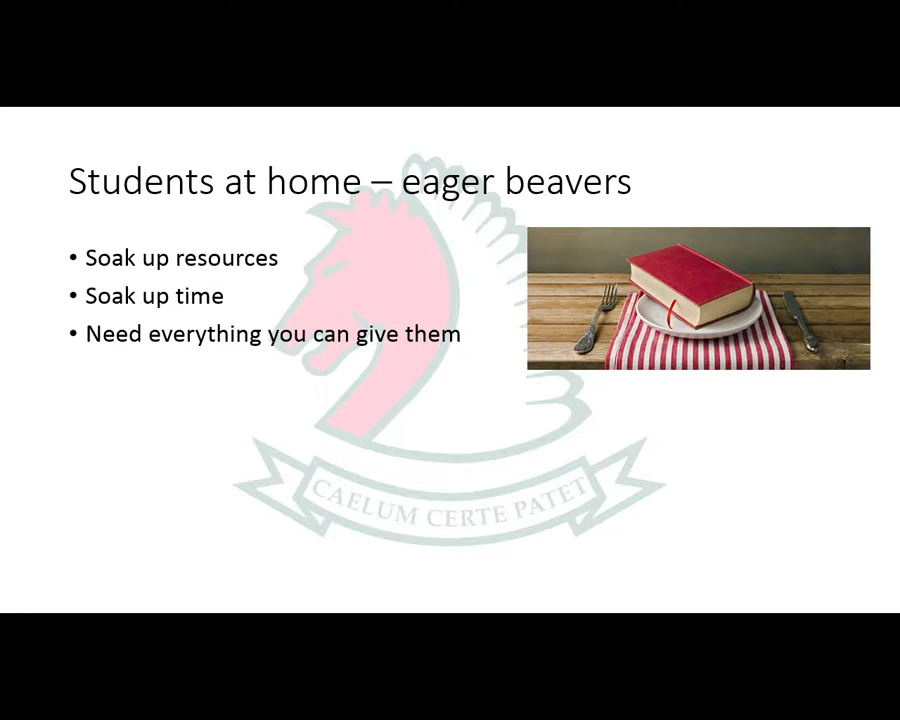 Students at home – eager beavers
• Soak up resources
• Soak up time
• Need everything you can give them
CAELUM CERTE PATET